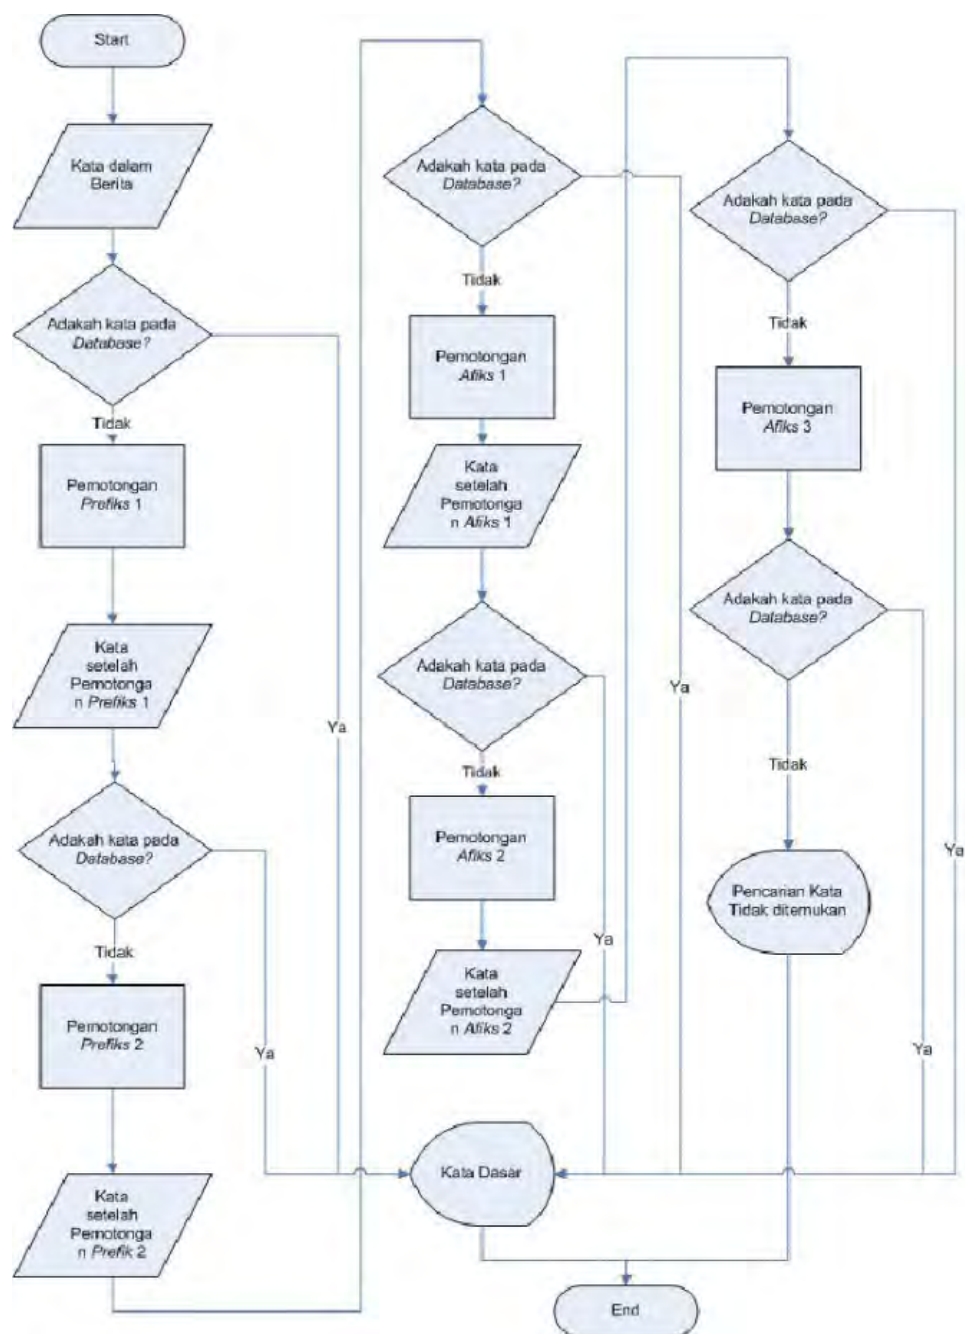 Start
Kata dalam
Berita
Adakah kata pada
Database?
Tidak
Pemotongan
Prefiks 1
Kata
setelah
Pemotonga
n Prefiks 1
Ya
Adakah kata pada
Database?
Tidak
Pemotongan
Prefiks 2
Ya
Kata
setelah
Pemotonga
n Prefik 2
Adakah kata pada
Database?
Tidak
Pemotongan
Afiks 1
Kata
setelah
Pemotonga
n Afiks 1
Adakah kata pada
Database?
Ya
Tidak
Pemotongan
Afiks 2
Ya
Kata
setelah
Pemotonga
n Afiks 2
Kata Dasar
Adakah kata pada
Database?
Tidak
Pemotongan
Afiks 3
Adakah kata pada
Database?
Tidak
Ya
Pencarian Kata
Tidak ditemukan
Ya
End